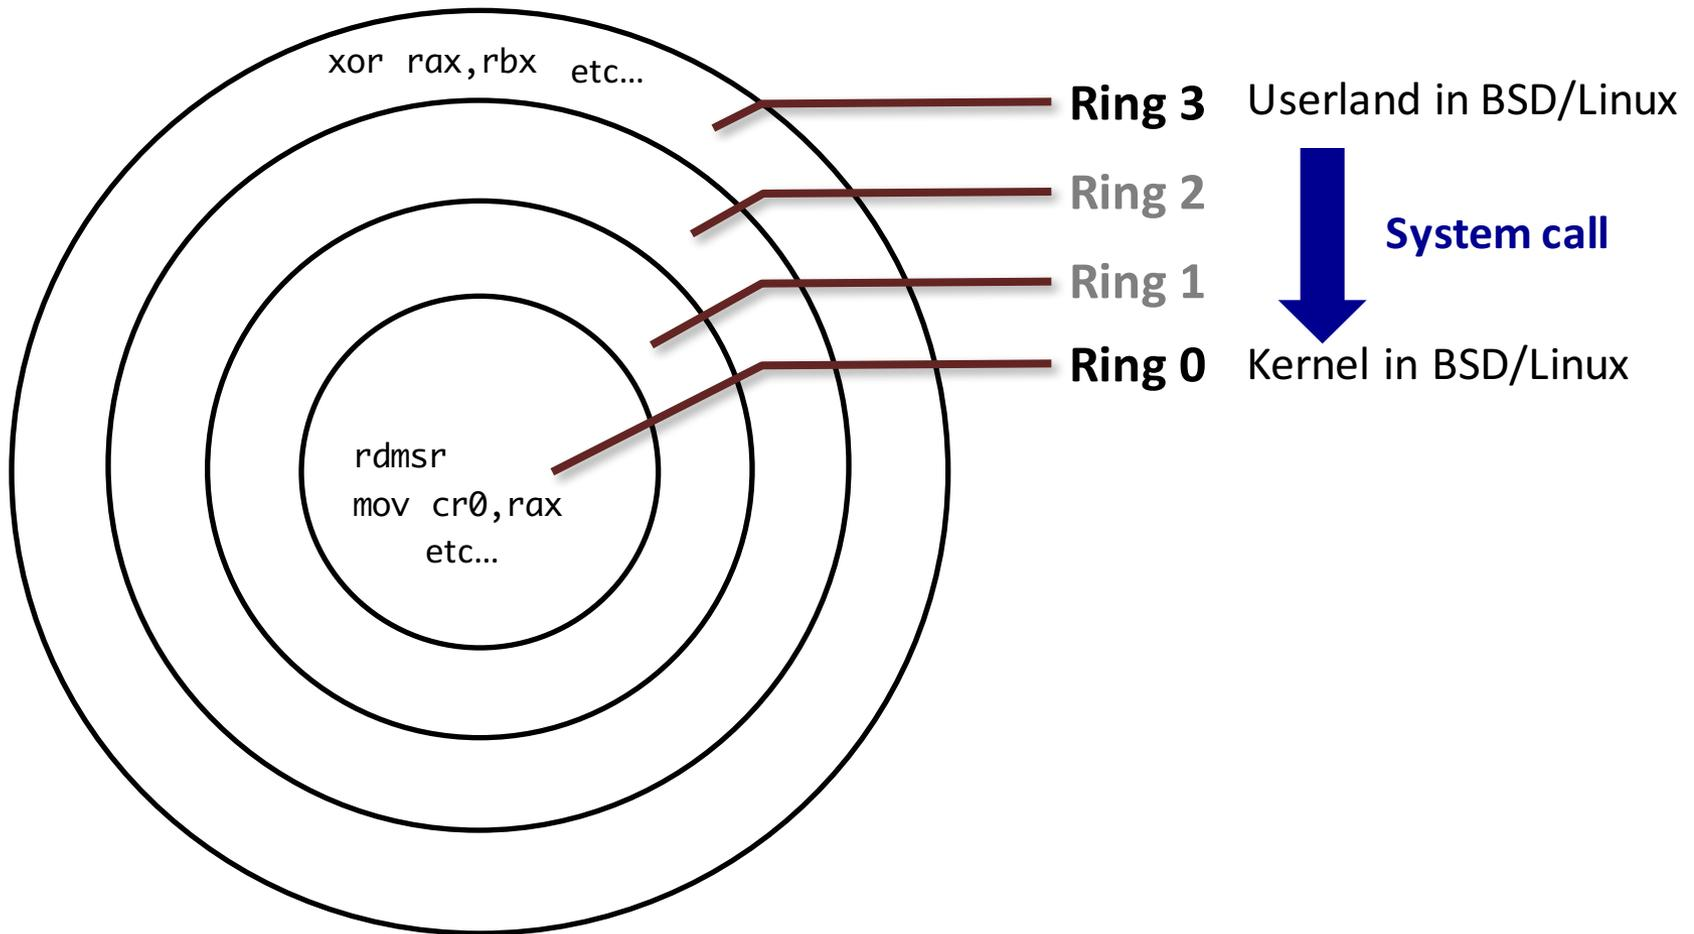 xor rax,rbx etc…
Ring 3 Userland in BSD/Linux
Ring 2
System call
Ring 1
Ring 0 Kernel in BSD/Linux
rdmsr
mov cr0,rax
etc…